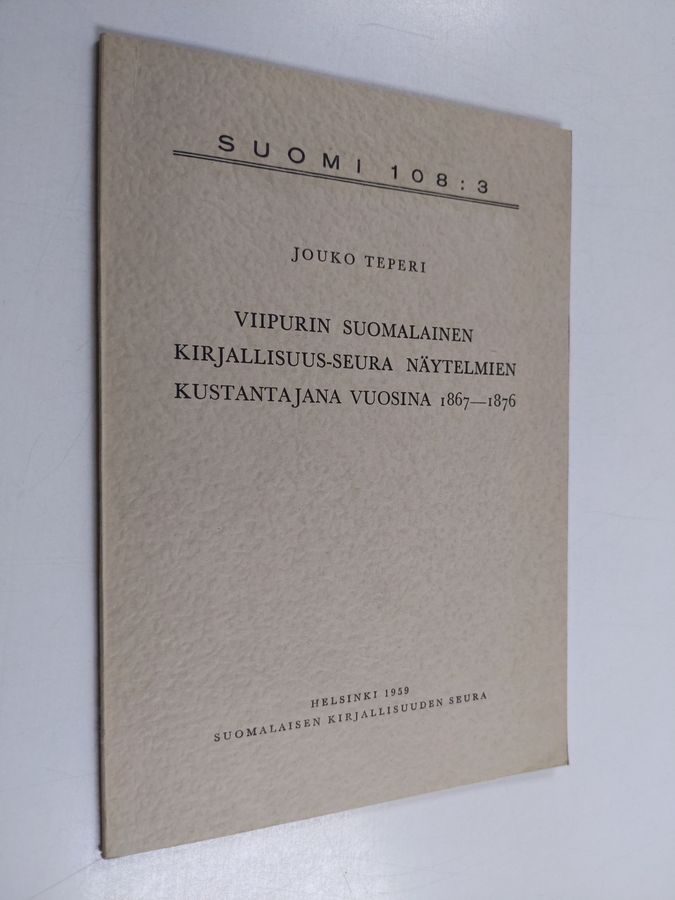 SUOMI 108:3
JOUKO TEPERI
VIIPURIN SUOMALAINEN
KIRJALLISUUS-SEURA NÄYTELMIEN
KUSTANTAJANA VUOSINA 1867—1876
HELSINKI 1959
SUOMALAISEN KIRJALLISUUDEN SEURA